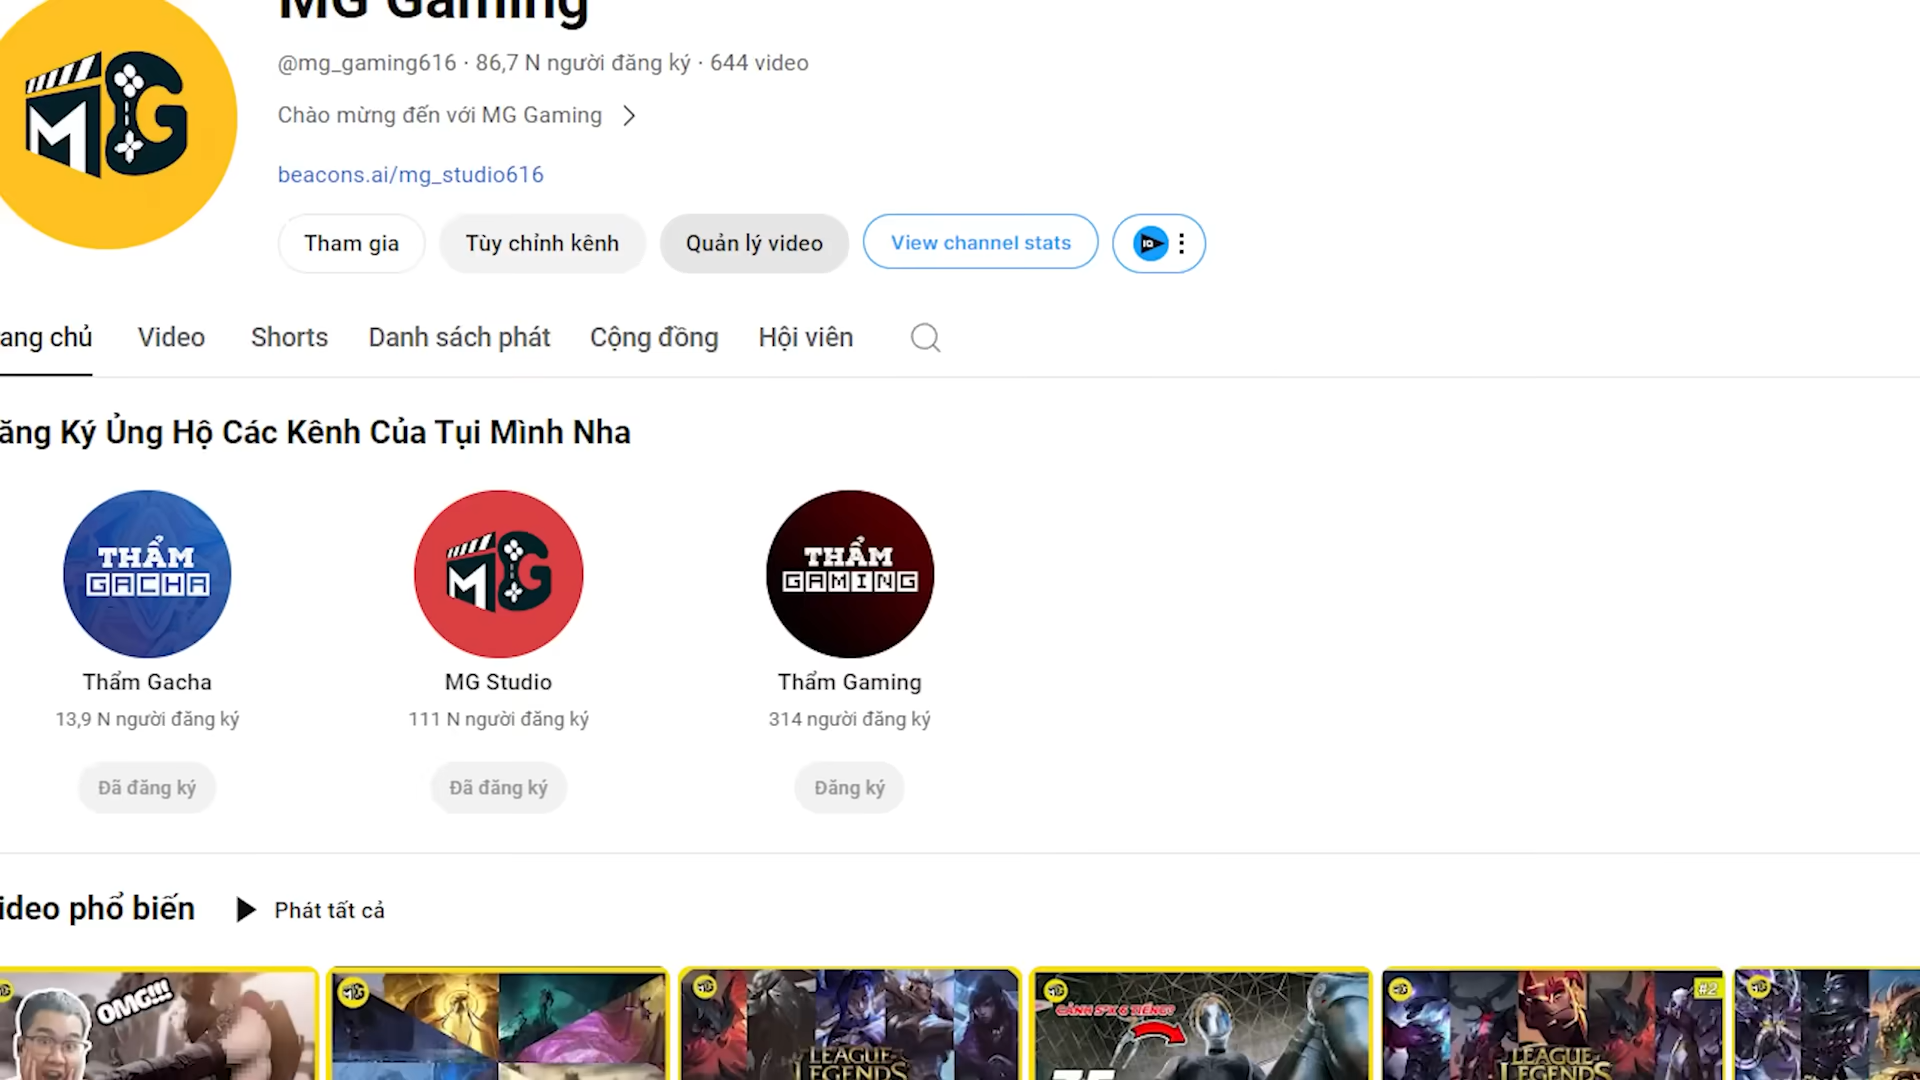 MG Gaming
@mg_gaming616 · 86,7 N người đăng ký · 644 video
Chào mừng đến với MG Gaming
beacons.ai/mg_studio616
Tham gia Tùy chỉnh kênh Quản lý video View channel stats
ang chủ Video Shorts Danh sách phát Cộng đồng Hội viên
ăng Ký Ủng Hộ Các Kênh Của Tụi Mình Nha
THẨM GACHA
MG
THẨM GAMING
Thẩm Gacha MG Studio Thẩm Gaming
13,9 N người đăng ký 111 N người đăng ký 314 người đăng ký
Đã đăng ký Đã đăng ký Đăng ký
ideo phổ biến Phát tất cả
OMG!!!
LEAGUE
LEGENDS
#2
LEAGUE
LEGENDS